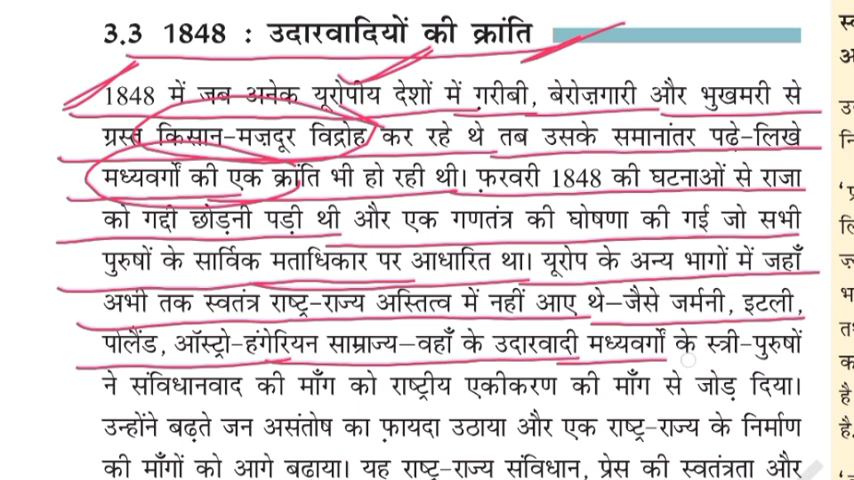 3.3 1848 : उदारवादियों की क्रांति
1848 में जब अनेक यूरोपीय देशों में ग़रीबी, बेरोज़गारी और भुखमरी से
ग्रस्त किसान-मज़दूर विद्रोह कर रहे थे तब उसके समानांतर पढ़े-लिखे
मध्यवर्गों की एक क्रांति भी हो रही थी। फ़रवरी 1848 की घटनाओं से राजा
को गद्दी छोड़नी पड़ी थी और एक गणतंत्र की घोषणा की गई जो सभी
पुरुषों के सार्विक मताधिकार पर आधारित था। यूरोप के अन्य भागों में जहाँ
अभी तक स्वतंत्र राष्ट्र-राज्य अस्तित्व में नहीं आए थे—जैसे जर्मनी, इटली,
पोलैंड, ऑस्ट्रो-हंगेरियन साम्राज्य—वहाँ के उदारवादी मध्यवर्गों के स्त्री-पुरुषों
ने संविधानवाद की माँग को राष्ट्रीय एकीकरण की माँग से जोड़ दिया।
उन्होंने बढ़ते जन असंतोष का फ़ायदा उठाया और एक राष्ट्र-राज्य के निर्माण
की माँगों को आगे बढ़ाया। यह राष्ट्र-राज्य संविधान, प्रेस की स्वतंत्रता और